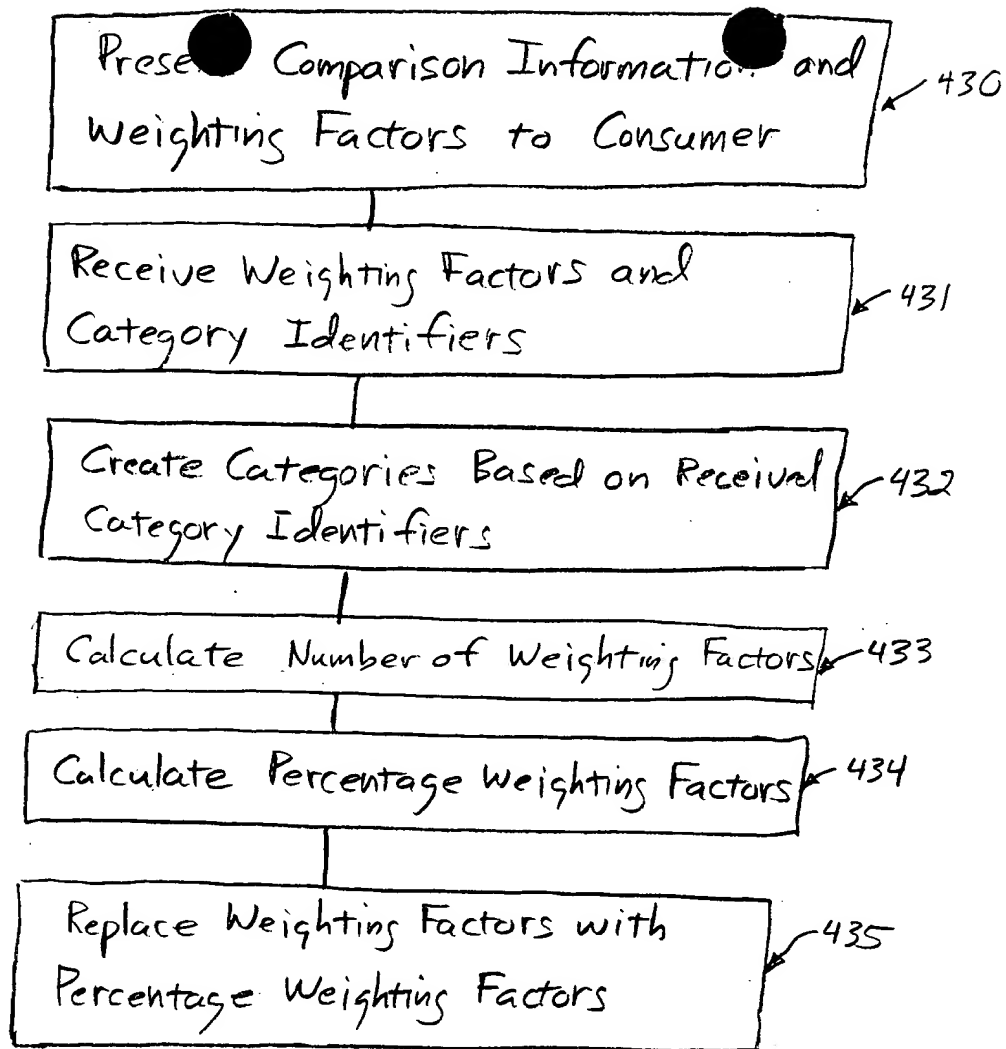 Present Comparison Information and
Weighting Factors to Consumer
430
Receive Weighting Factors and
Category Identifiers
431
Create Categories Based on Received
Category Identifiers
432
Calculate Number of Weighting Factors
433
Calculate Percentage Weighting Factors
434
Replace Weighting Factors with
Percentage Weighting Factors
435